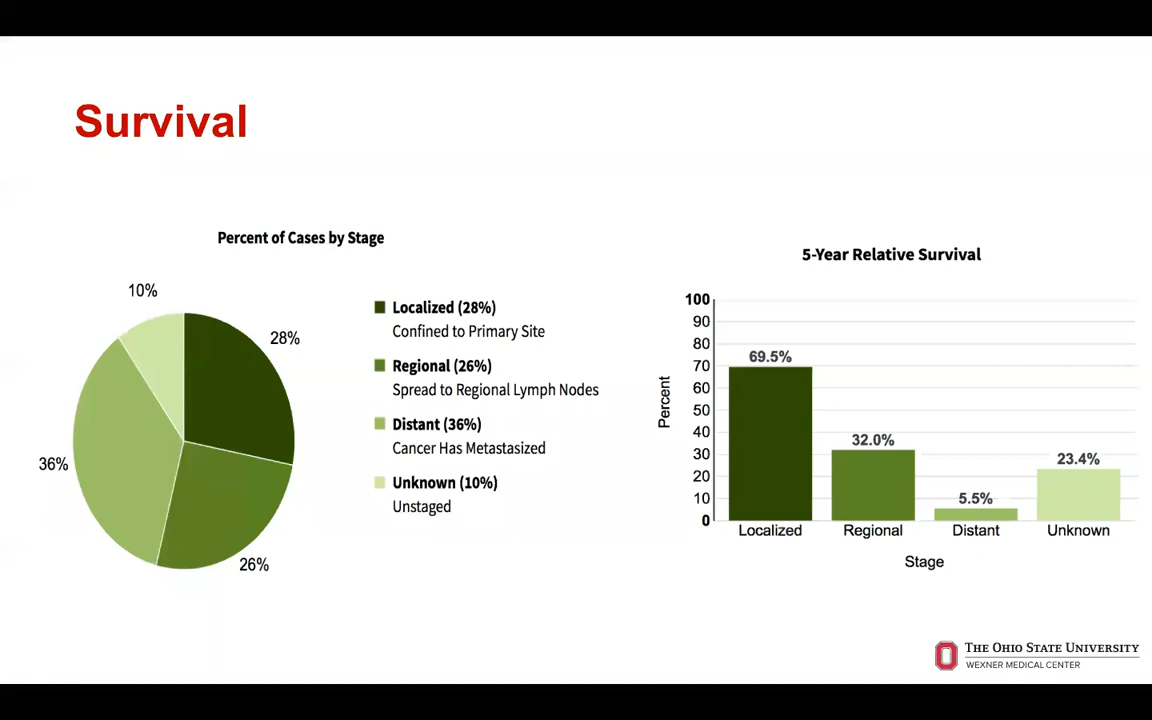 Survival
Percent of Cases by Stage
10%
28%
36%
26%
Localized (28%)
Confined to Primary Site
Regional (26%)
Spread to Regional Lymph Nodes
Distant (36%)
Cancer Has Metastasized
Unknown (10%)
Unstaged
5-Year Relative Survival
Percent
100
90
80
70
60
50
40
30
20
10
0
69.5%
32.0%
5.5%
23.4%
Localized
Regional
Distant
Unknown
Stage
THE OHIO STATE UNIVERSITY
WEXNER MEDICAL CENTER